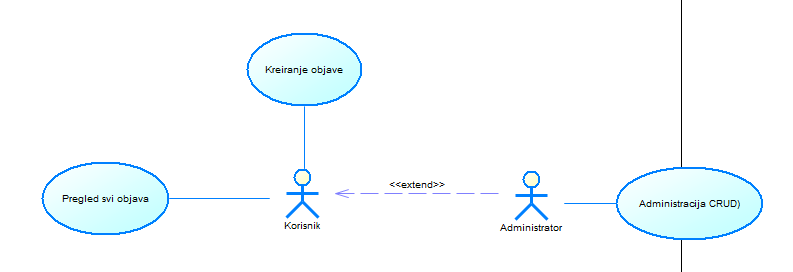 Kreiranje objave
Pregled svi objava
<<extend>>
Korisnik
Administrator
Administracija CRUD)